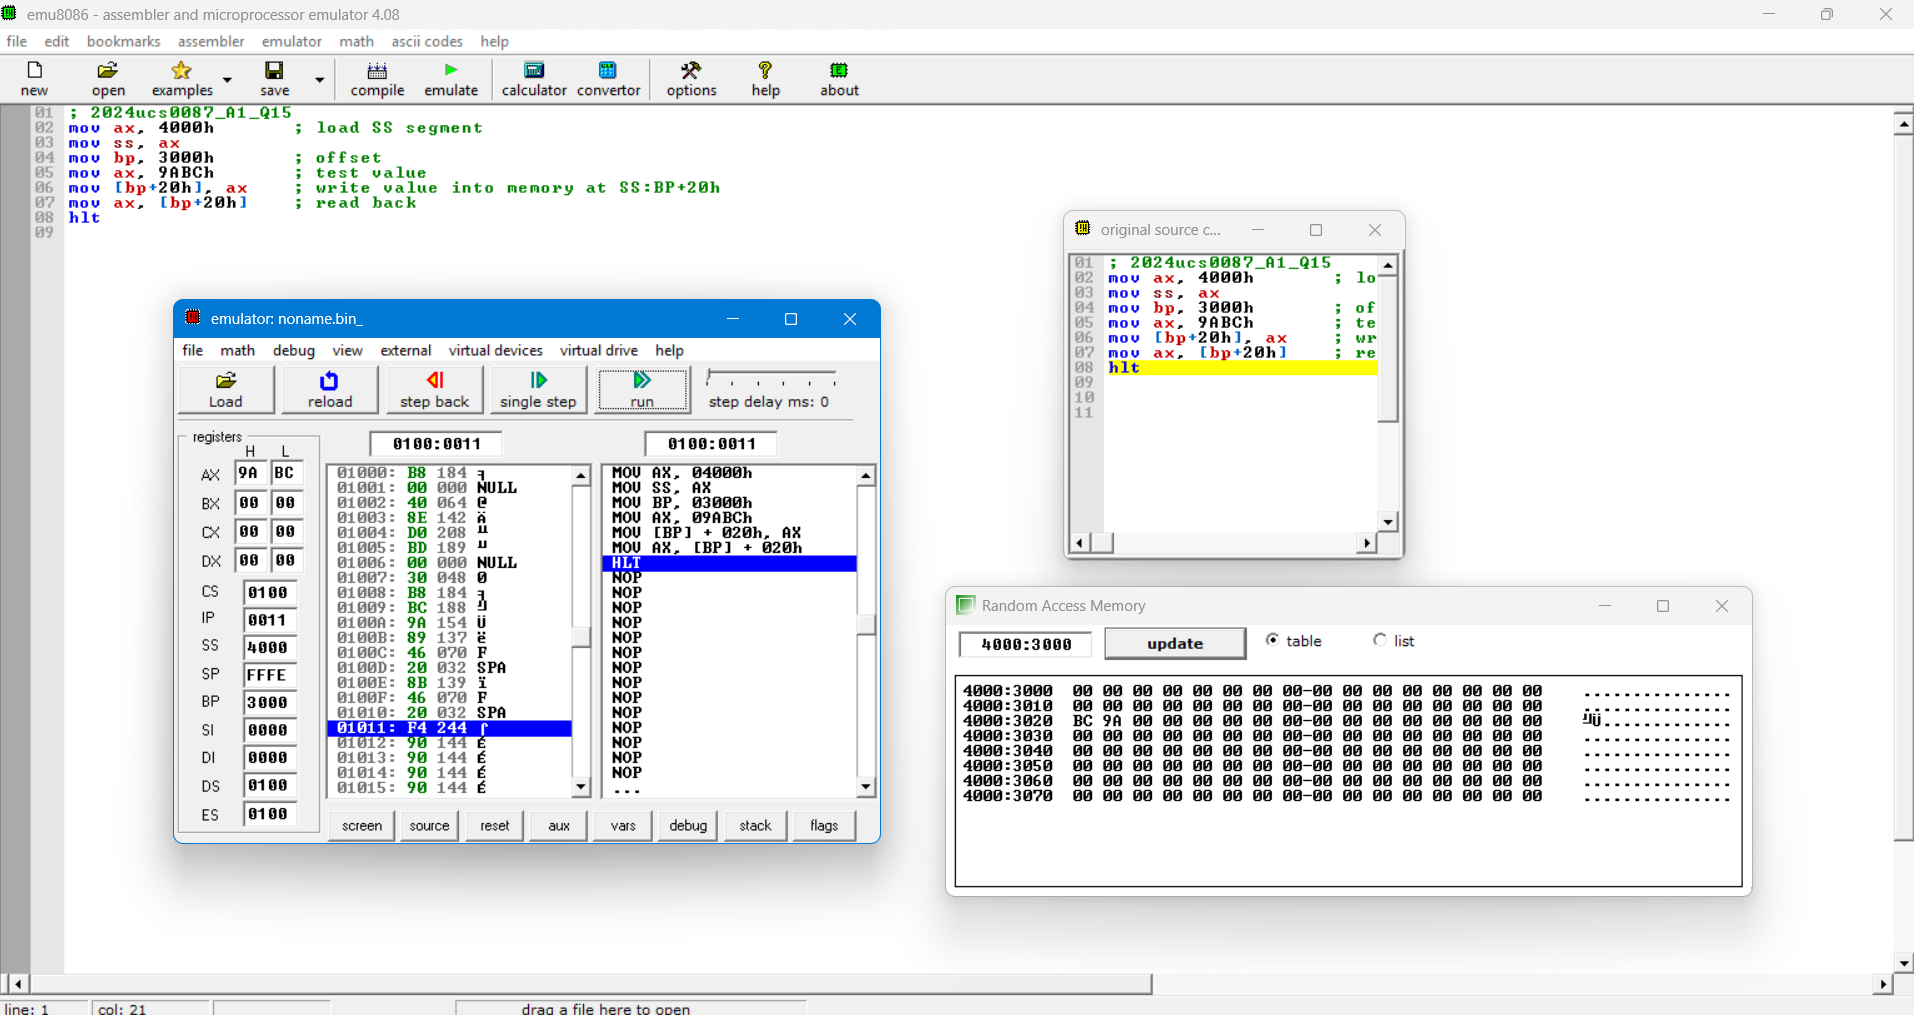 emu8086 - assembler and microprocessor emulator 4.08
file edit bookmarks assembler emulator math ascii codes help
new open examples save compile emulate calculator convertor options help about
01 ; 2024ucs0087_A1_Q15
02 mov ax, 4000h ; load SS segment
03 mov ss, ax
04 mov bp, 3000h ; offset
05 mov ax, 9ABCh ; test value
06 mov [bp+20h], ax ; write value into memory at SS:BP+20h
07 mov ax, [bp+20h] ; read back
08 hlt
09
original source c...
01 ; 2024ucs0087_A1_Q15
02 mov ax, 4000h ; lo
03 mov ss, ax
04 mov bp, 3000h ; of
05 mov ax, 9ABCh ; te
06 mov [bp+20h], ax ; wr
07 mov ax, [bp+20h] ; re
08 hlt
09
10
11
emulator: noname.bin_
file math debug view external virtual devices virtual drive help
Load reload step back single step run step delay ms: 0
registers
H L
AX 9A BC
BX 00 00
CX 00 00
DX 00 00
CS 0100
IP 0011
SS 4000
SP FFFE
BP 3000
SI 0000
DI 0000
DS 0100
ES 0100
0100:0011
01000: B8 184 ╕
01001: 00 000 NULL
01002: 40 064 @
01003: 8E 142 Ä
01004: D0 208 ╨
01005: BD 189 ╜
01006: 00 000 NULL
01007: 30 048 0
01008: B8 184 ╕
01009: BC 188 ╝
0100A: 9A 154 Ü
0100B: 89 137 ë
0100C: 46 070 F
0100D: 20 032 SPA
0100E: 8B 139 ï
0100F: 46 070 F
01010: 20 032 SPA
01011: F4 244 ⌠
01012: 90 144 É
01013: 90 144 É
01014: 90 144 É
01015: 90 144 É
0100:0011
MOV AX, 04000h
MOV SS, AX
MOV BP, 03000h
MOV AX, 09ABCh
MOV [BP] + 020h, AX
MOV AX, [BP] + 020h
HLT
NOP
NOP
NOP
NOP
NOP
NOP
NOP
NOP
NOP
NOP
NOP
NOP
NOP
NOP
...
screen source reset aux vars debug stack flags
Random Access Memory
4000:3000 update table list
4000:3000 00 00 00 00 00 00 00 00-00 00 00 00 00 00 00 00 ................
4000:3010 00 00 00 00 00 00 00 00-00 00 00 00 00 00 00 00 ................
4000:3020 BC 9A 00 00 00 00 00 00-00 00 00 00 00 00 00 00 ╝Ü..............
4000:3030 00 00 00 00 00 00 00 00-00 00 00 00 00 00 00 00 ................
4000:3040 00 00 00 00 00 00 00 00-00 00 00 00 00 00 00 00 ................
4000:3050 00 00 00 00 00 00 00 00-00 00 00 00 00 00 00 00 ................
4000:3060 00 00 00 00 00 00 00 00-00 00 00 00 00 00 00 00 ................
4000:3070 00 00 00 00 00 00 00 00-00 00 00 00 00 00 00 00 ................
line: 1 col: 21 drag a file here to open